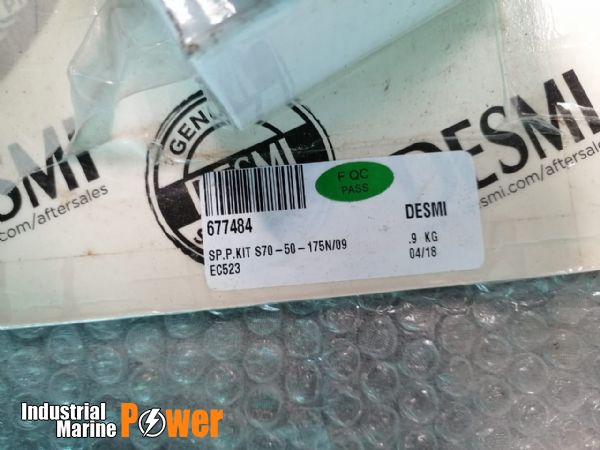 GENU
DESMI
DESMI
.com/aftersales
ESMI
.com/aftersales
F QC
PASS
677484
DESMI
SP.P.KIT S70-50-175N/09
.9 KG
EC523
04/18
Industrial
Marine
Power